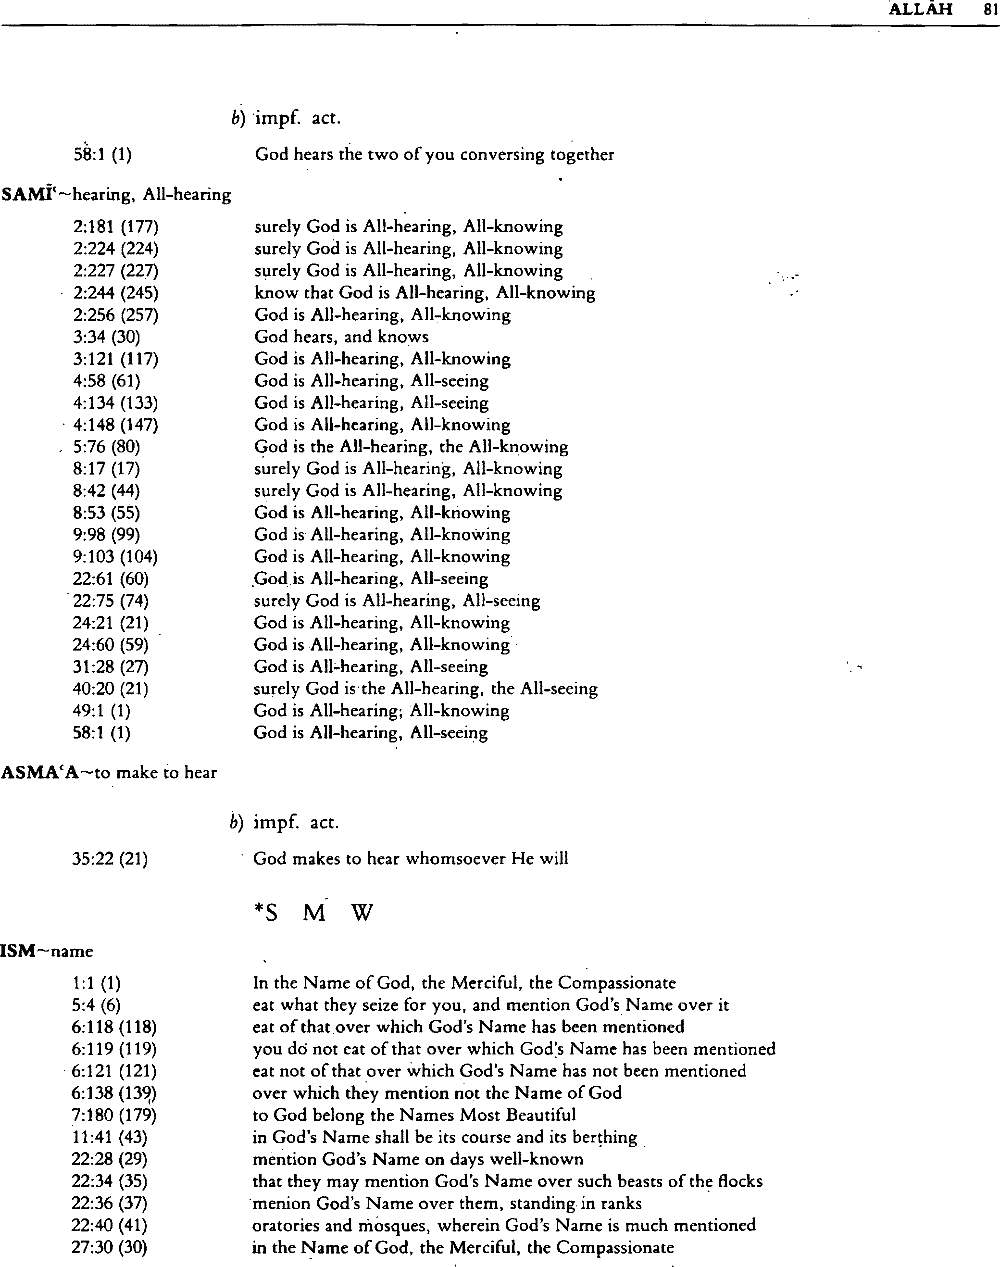 ALLĀH 81
b) impf. act.
58:1 (1) God hears the two of you conversing together
SAMĪʿ~hearing, All-hearing
2:181 (177) surely God is All-hearing, All-knowing
2:224 (224) surely God is All-hearing, All-knowing
2:227 (227) surely God is All-hearing, All-knowing
2:244 (245) know that God is All-hearing, All-knowing
2:256 (257) God is All-hearing, All-knowing
3:34 (30) God hears, and knows
3:121 (117) God is All-hearing, All-knowing
4:58 (61) God is All-hearing, All-seeing
4:134 (133) God is All-hearing, All-seeing
4:148 (147) God is All-hearing, All-knowing
5:76 (80) God is the All-hearing, the All-knowing
8:17 (17) surely God is All-hearing, All-knowing
8:42 (44) surely God is All-hearing, All-knowing
8:53 (55) God is All-hearing, All-knowing
9:98 (99) God is All-hearing, All-knowing
9:103 (104) God is All-hearing, All-knowing
22:61 (60) God is All-hearing, All-seeing
22:75 (74) surely God is All-hearing, All-seeing
24:21 (21) God is All-hearing, All-knowing
24:60 (59) God is All-hearing, All-knowing
31:28 (27) God is All-hearing, All-seeing
40:20 (21) surely God is the All-hearing, the All-seeing
49:1 (1) God is All-hearing; All-knowing
58:1 (1) God is All-hearing, All-seeing
ASMAʿA~to make to hear
b) impf. act.
35:22 (21) God makes to hear whomsoever He will
*S M W
ISM~name
1:1 (1) In the Name of God, the Merciful, the Compassionate
5:4 (6) eat what they seize for you, and mention God's Name over it
6:118 (118) eat of that over which God's Name has been mentioned
6:119 (119) you do not eat of that over which God's Name has been mentioned
6:121 (121) eat not of that over which God's Name has not been mentioned
6:138 (139) over which they mention not the Name of God
7:180 (179) to God belong the Names Most Beautiful
11:41 (43) in God's Name shall be its course and its berthing
22:28 (29) mention God's Name on days well-known
22:34 (35) that they may mention God's Name over such beasts of the flocks
22:36 (37) menion God's Name over them, standing in ranks
22:40 (41) oratories and mosques, wherein God's Name is much mentioned
27:30 (30) in the Name of God, the Merciful, the Compassionate